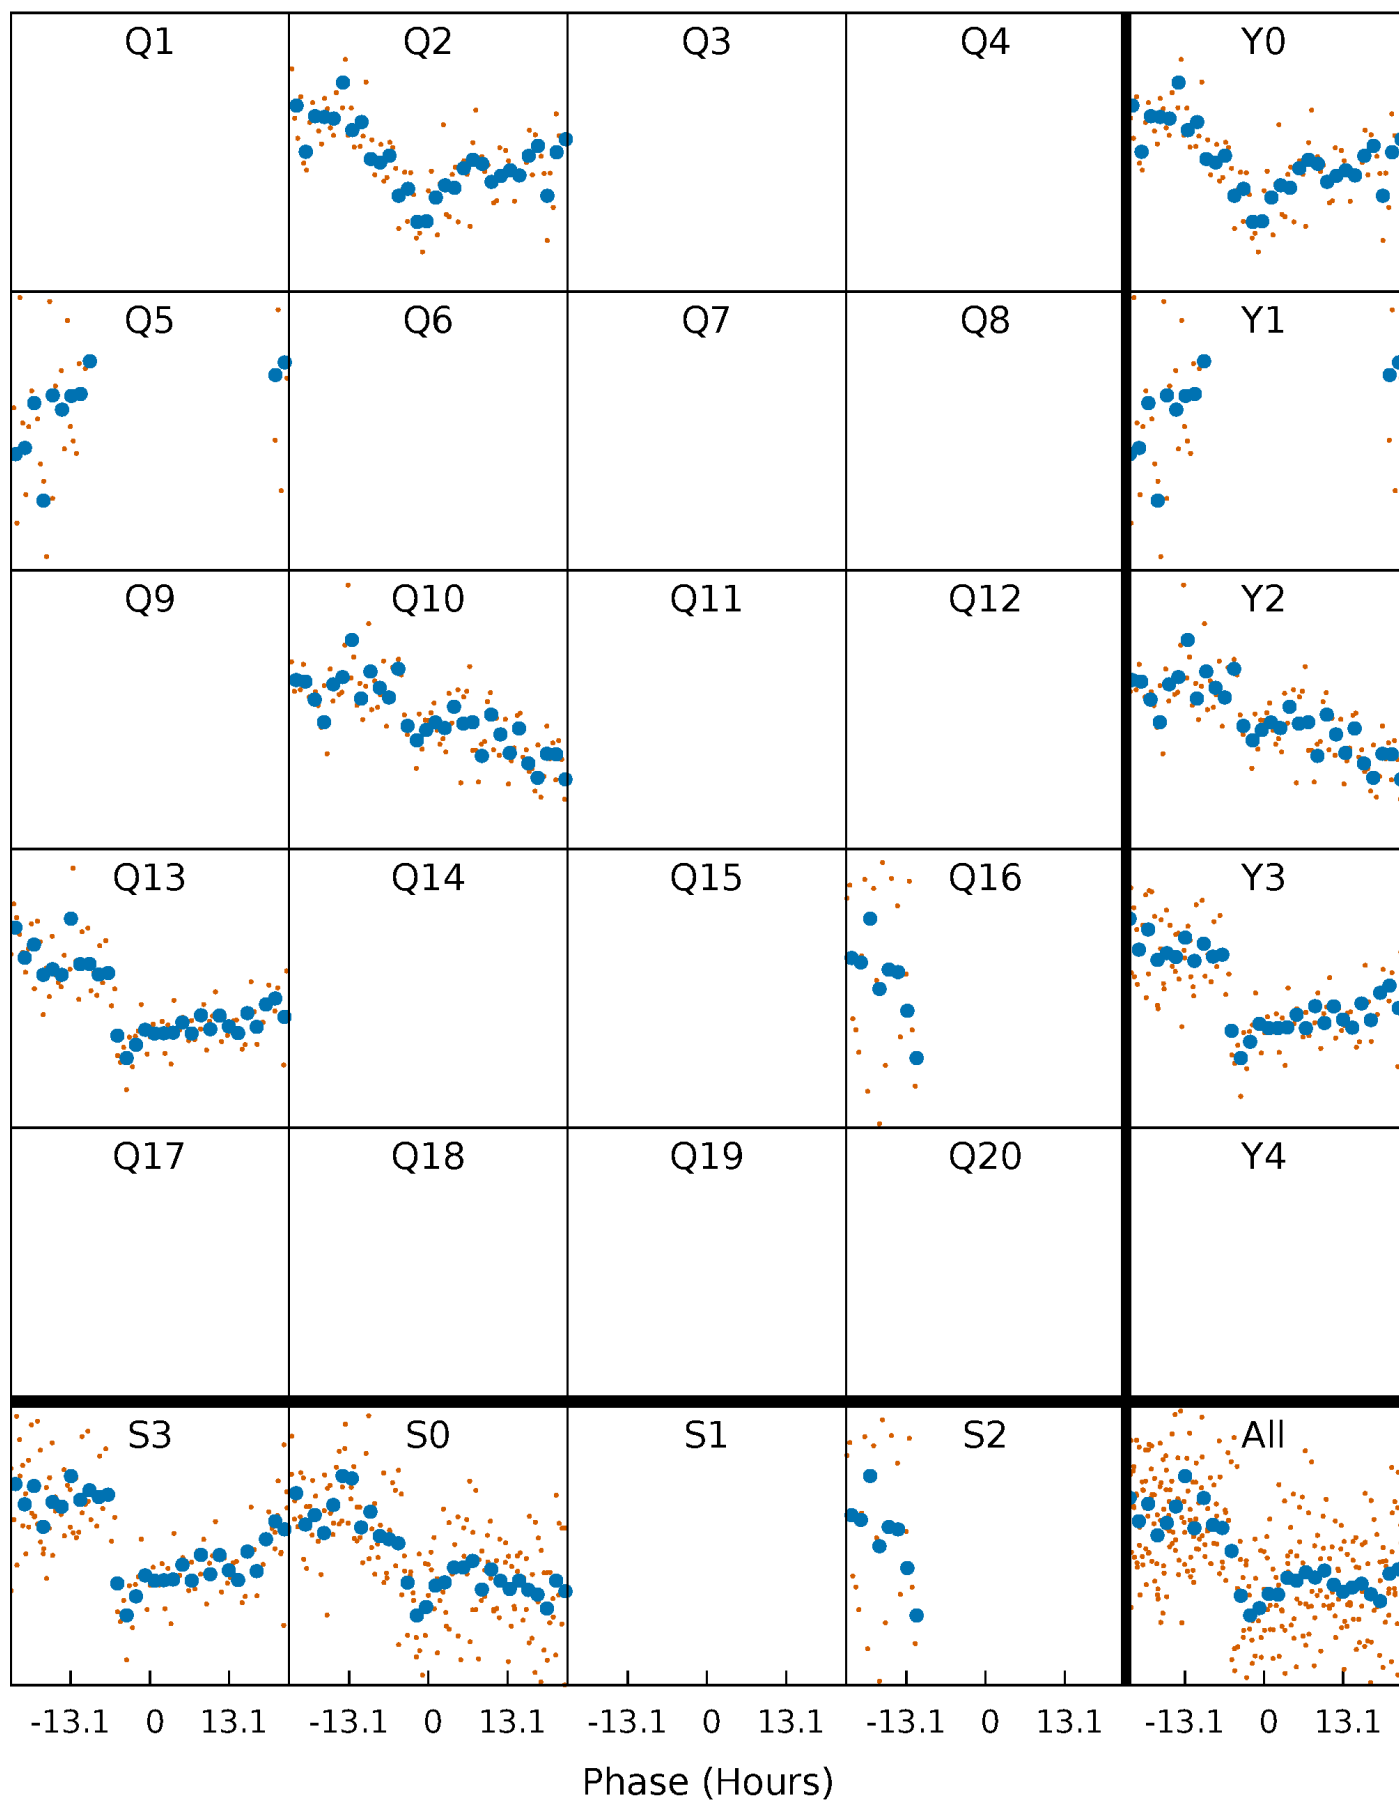 Q1 Q2 Q3 Q4 Y0
Q5 Q6 Q7 Q8 Y1
Q9 Q10 Q11 Q12 Y2
Q13 Q14 Q15 Q16 Y3
Q17 Q18 Q19 Q20 Y4
S3 S0 S1 S2 All
-13.1 0 13.1 -13.1 0 13.1 -13.1 0 13.1 -13.1 0 13.1 -13.1 0 13.1
Phase (Hours)